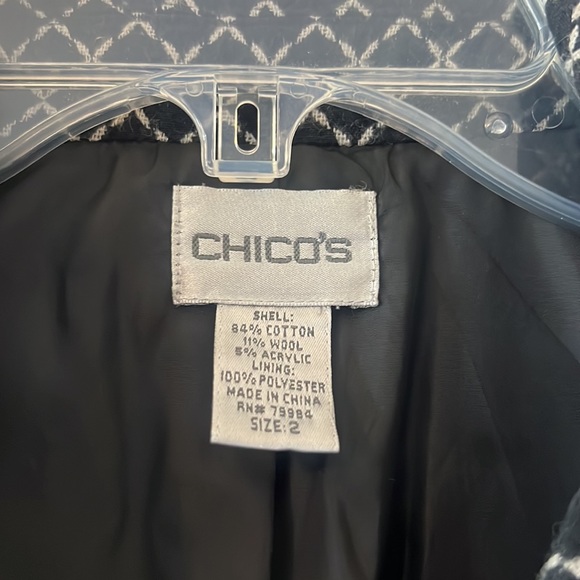 CHICO'S
SHELL:
84% COTTON
11% WOOL
5% ACRYLIC
LINING:
100% POLYESTER
MADE IN CHINA
RN# 79984
SIZE: 2